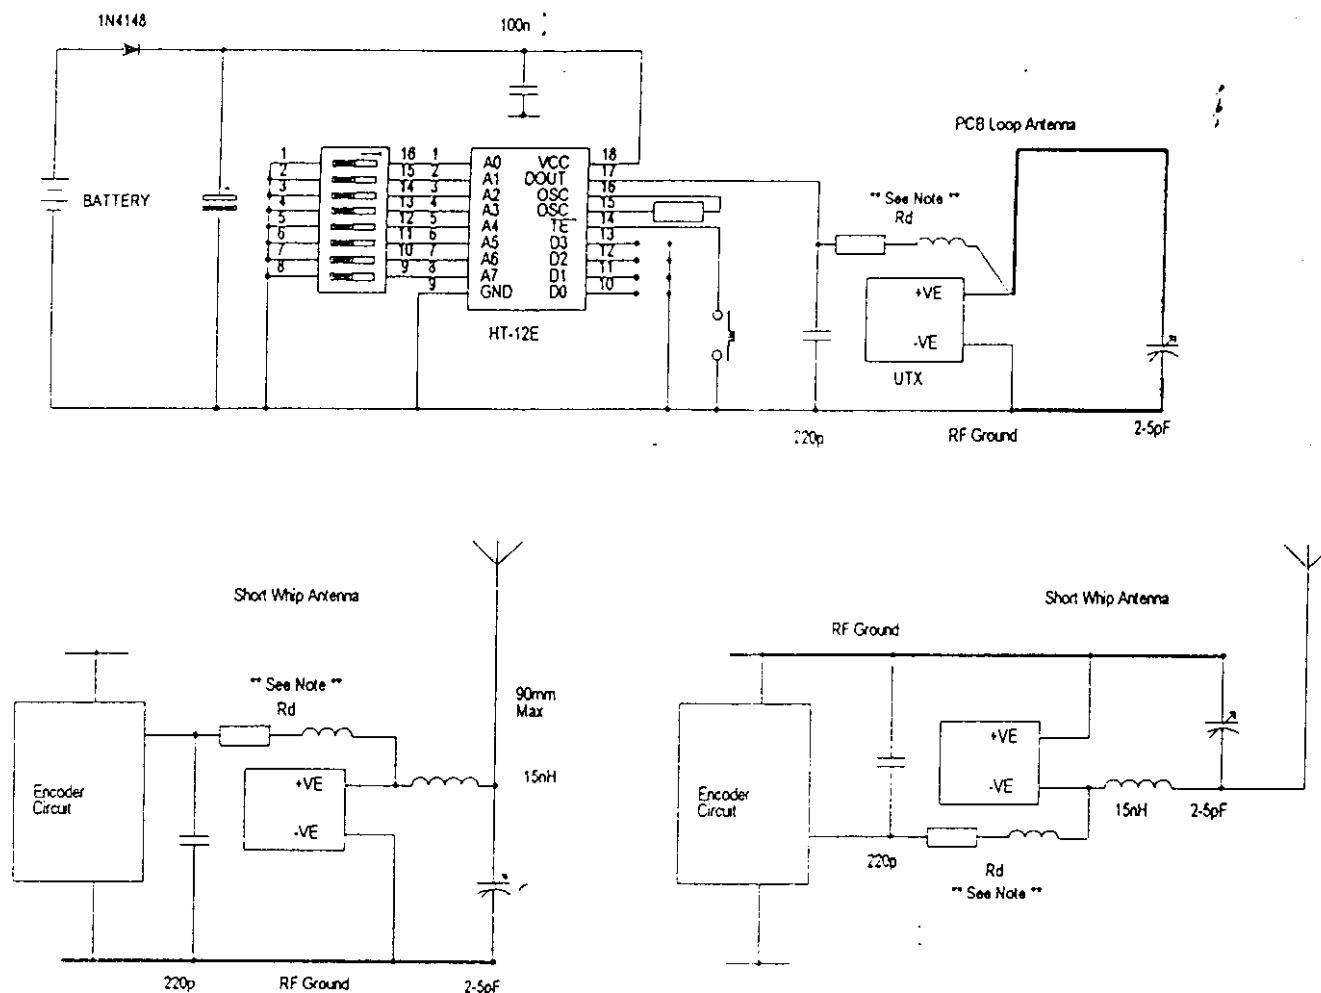 1N4148
100n
PCB Loop Antenna
BATTERY
1 16 1 A0 VCC 18
2 15 2 A1 DOUT 17
3 14 3 A2 OSC 16
4 13 4 A3 OSC 15
5 12 5 A4 TE 14
6 11 6 A5 D3 13
7 10 7 A6 D2 12
8 9 8 A7 D1 11
9 GND D0 10
HT-12E
** See Note **
Rd
+VE
-VE
UTX
220p
RF Ground
2-5pF
Short Whip Antenna
** See Note **
Rd
90mm
Max
Encoder
Circuit
+VE
-VE
15nH
220p
RF Ground
2-5pF
Short Whip Antenna
RF Ground
+VE
-VE
Encoder
Circuit
15nH
2-5pF
220p
Rd
** See Note **